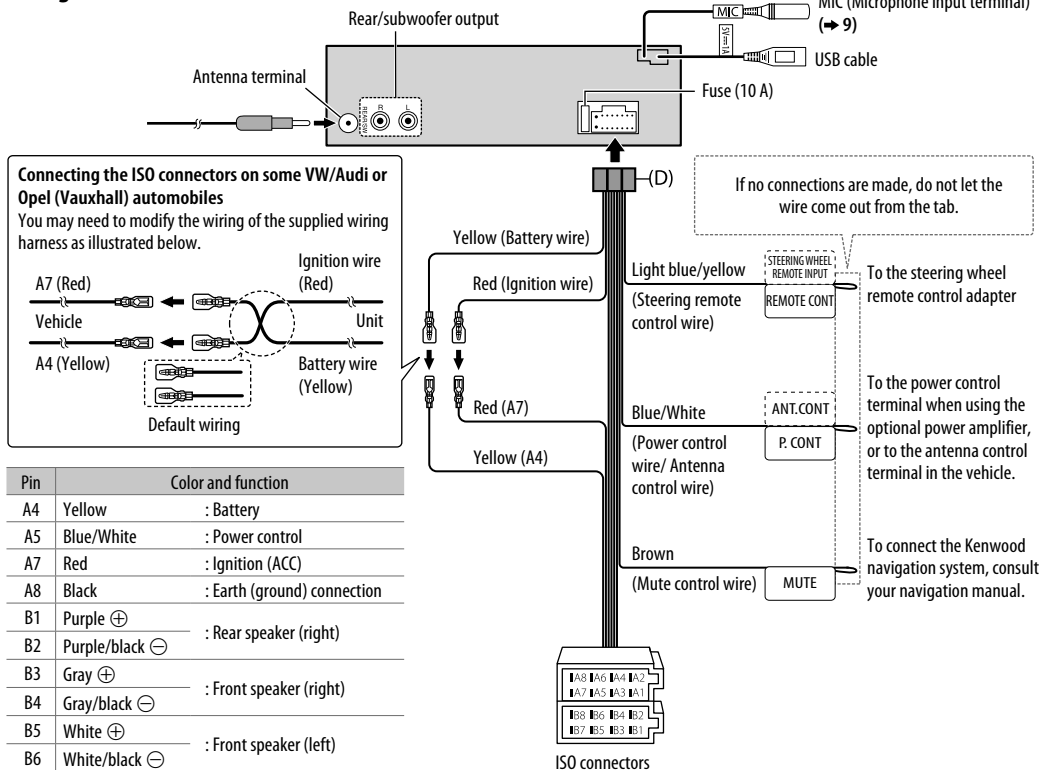 Rear/subwoofer output
MIC
MIC (Microphone input terminal)
(➜ 9)
5V⎓1A
USB cable
Antenna terminal
Fuse (10 A)
REAR/SW
R
L
Connecting the ISO connectors on some VW/Audi or
Opel (Vauxhall) automobiles
You may need to modify the wiring of the supplied wiring
harness as illustrated below.
A7 (Red)
Ignition wire
(Red)
Vehicle
Unit
A4 (Yellow)
Battery wire
(Yellow)
Default wiring
(D)
If no connections are made, do not let the
wire come out from the tab.
Yellow (Battery wire)
Red (Ignition wire)
Red (A7)
Yellow (A4)
Light blue/yellow
(Steering remote
control wire)
STEERING WHEEL
REMOTE INPUT
REMOTE CONT
To the steering wheel
remote control adapter
Blue/White
(Power control
wire/ Antenna
control wire)
ANT.CONT
P. CONT
To the power control
terminal when using the
optional power amplifier,
or to the antenna control
terminal in the vehicle.
Brown
(Mute control wire)
MUTE
To connect the Kenwood
navigation system, consult
your navigation manual.
Pin Color and function
A4 Yellow : Battery
A5 Blue/White : Power control
A7 Red : Ignition (ACC)
A8 Black : Earth (ground) connection
B1 Purple ⊕ : Rear speaker (right)
B2 Purple/black ⊖
B3 Gray ⊕ : Front speaker (right)
B4 Gray/black ⊖
B5 White ⊕ : Front speaker (left)
B6 White/black ⊖
A8 A6 A4 A2
A7 A5 A3 A1
B8 B6 B4 B2
B7 B5 B3 B1
ISO connectors